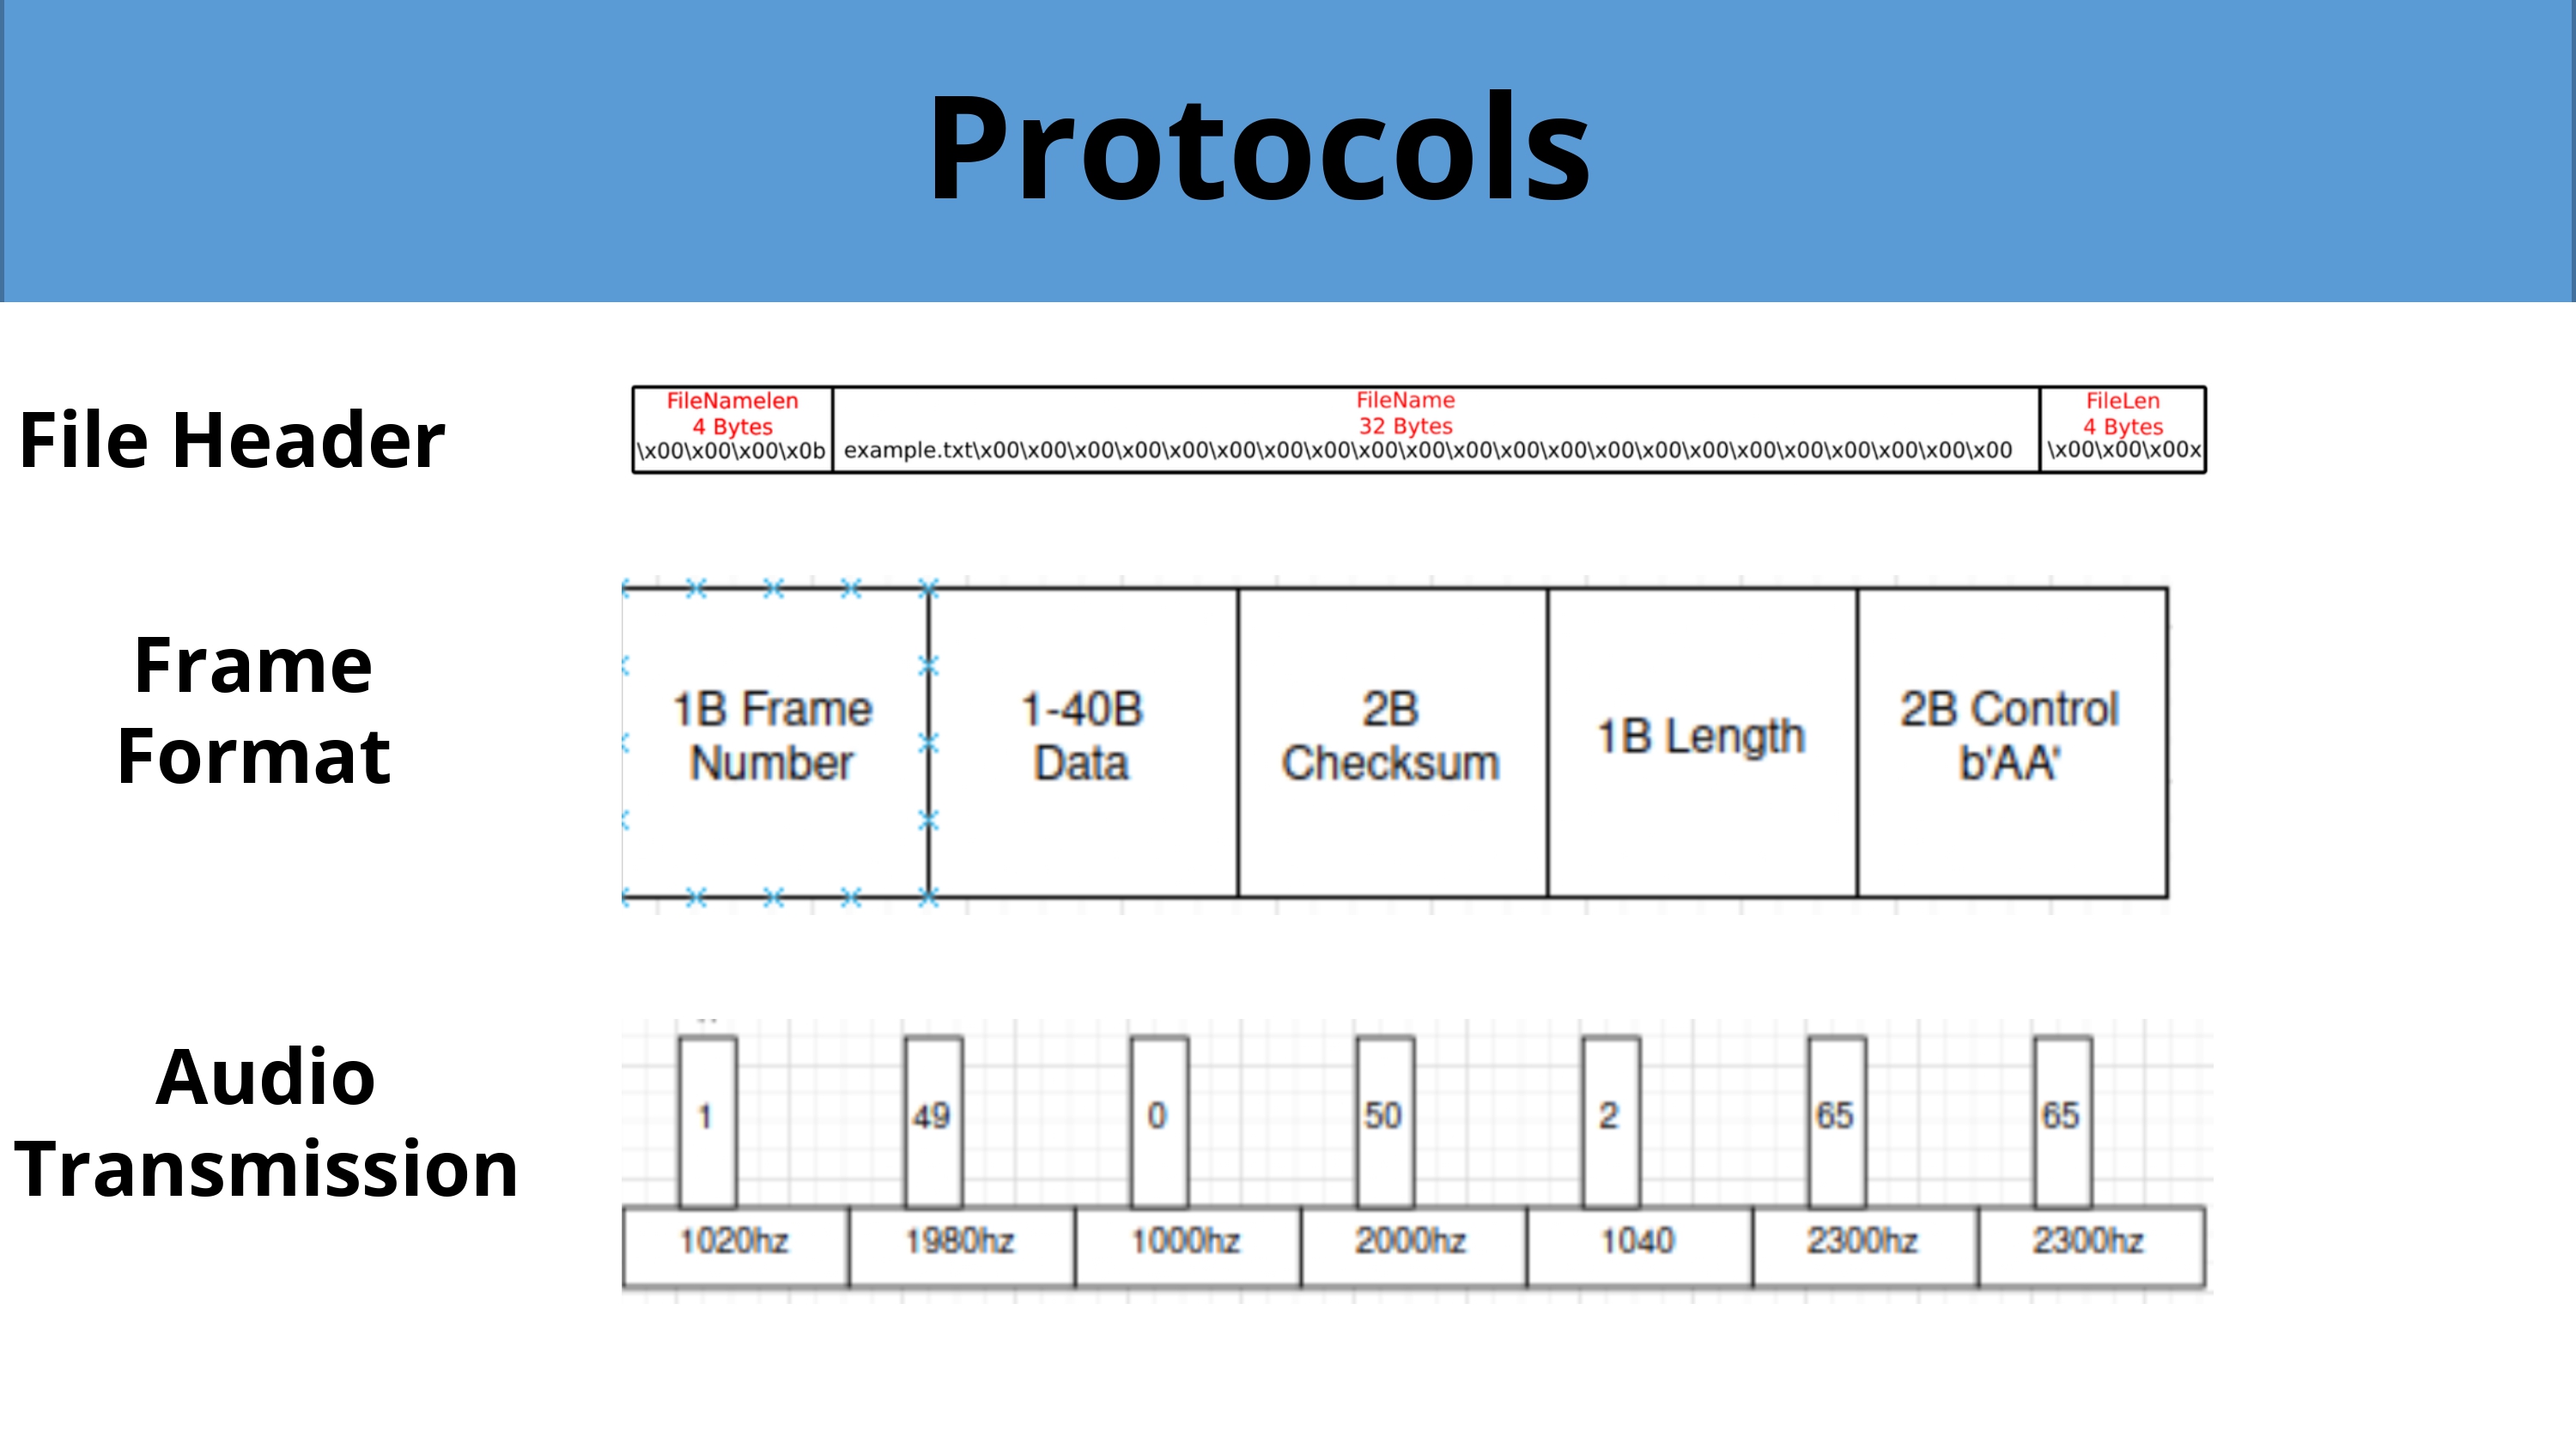 Protocols
File Header
FileNamelen
4 Bytes
\x00\x00\x00\x0b
FileName
32 Bytes
example.txt\x00\x00\x00\x00\x00\x00\x00\x00\x00\x00\x00\x00\x00\x00\x00\x00\x00\x00\x00\x00\x00\x00
FileLen
4 Bytes
\x00\x00\x00x
Frame
Format
1B Frame
Number
1-40B
Data
2B
Checksum
1B Length
2B Control
b'AA'
Audio
Transmission
1
49
0
50
2
65
65
1020hz
1980hz
1000hz
2000hz
1040
2300hz
2300hz